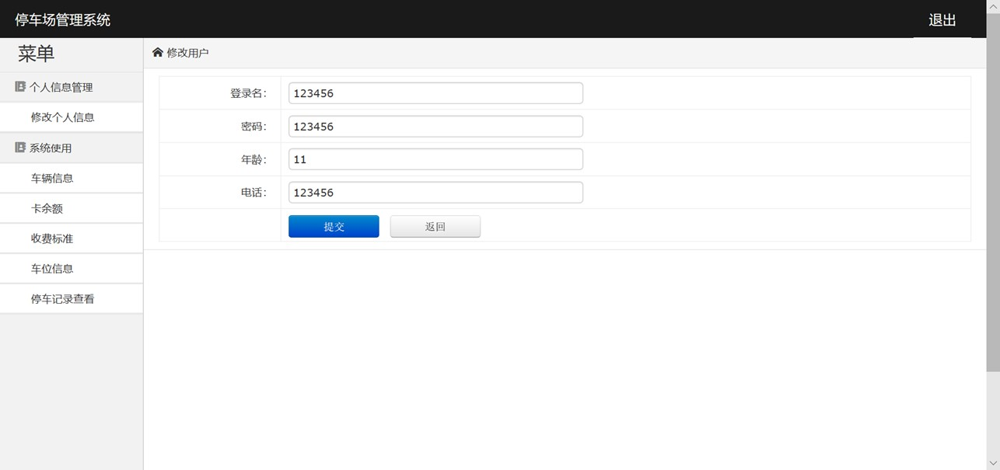 停车场管理系统
退出
菜单
个人信息管理
修改个人信息
系统使用
车辆信息
卡余额
收费标准
车位信息
停车记录查看
修改用户
登录名： 123456
密码： 123456
年龄： 11
电话： 123456
提交 返回